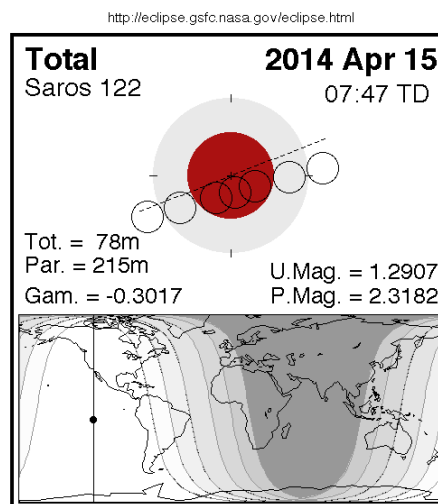 http://eclipse.gsfc.nasa.gov/eclipse.html
Total 2014 Apr 15
Saros 122 07:47 TD
Tot. = 78m
Par. = 215m
Gam. = -0.3017
U.Mag. = 1.2907
P.Mag. = 2.3182